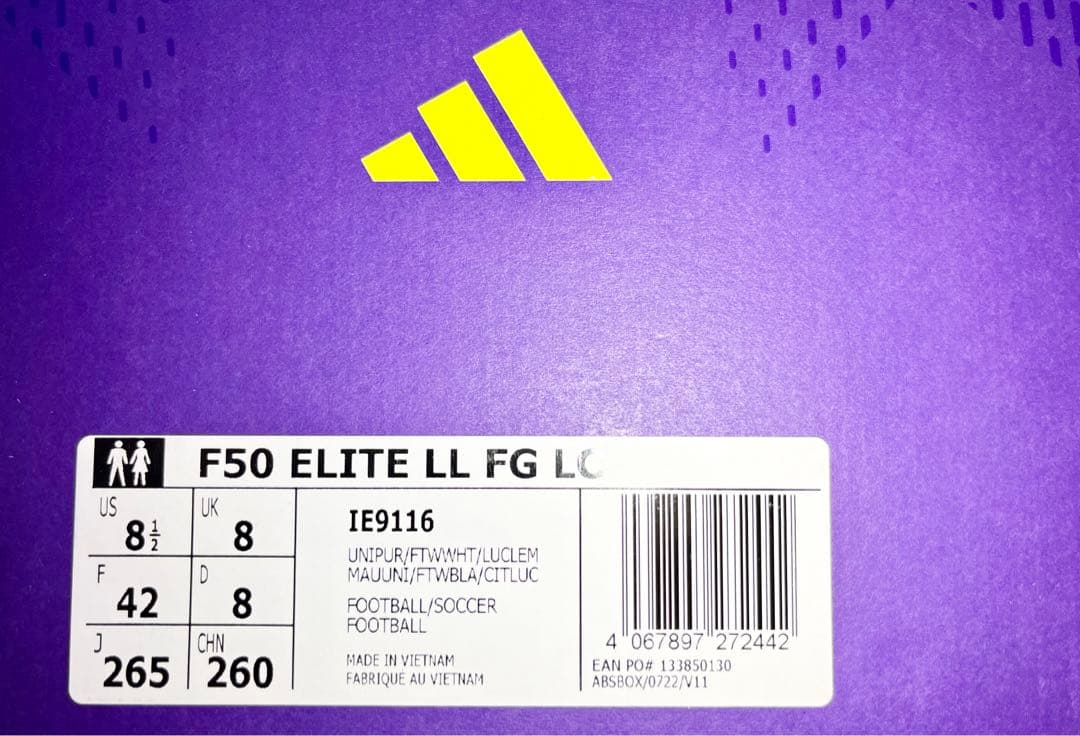 F50 ELITE LL FG LC
US
8½
UK
8
F
42
D
8
J
265
CHN
260
IE9116
UNIPUR/FTWWHT/LUCLEM
MAUUNI/FTWBLA/CITLUC
FOOTBALL/SOCCER
FOOTBALL
MADE IN VIETNAM
FABRIQUÉ AU VIETNAM
4 067897 272442
EAN PO# 133850130
ABSBOX/0722/V11